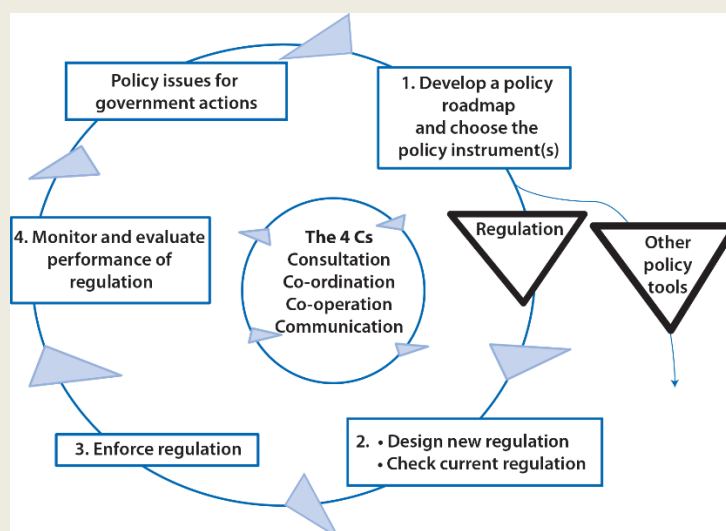 Policy issues for
government actions
1. Develop a policy
roadmap
and choose the
policy instrument(s)
Regulation
Other
policy
tools
4. Monitor and evaluate
performance of
regulation
The 4 Cs
Consultation
Co-ordination
Co-operation
Communication
3. Enforce regulation
2. • Design new regulation
• Check current regulation